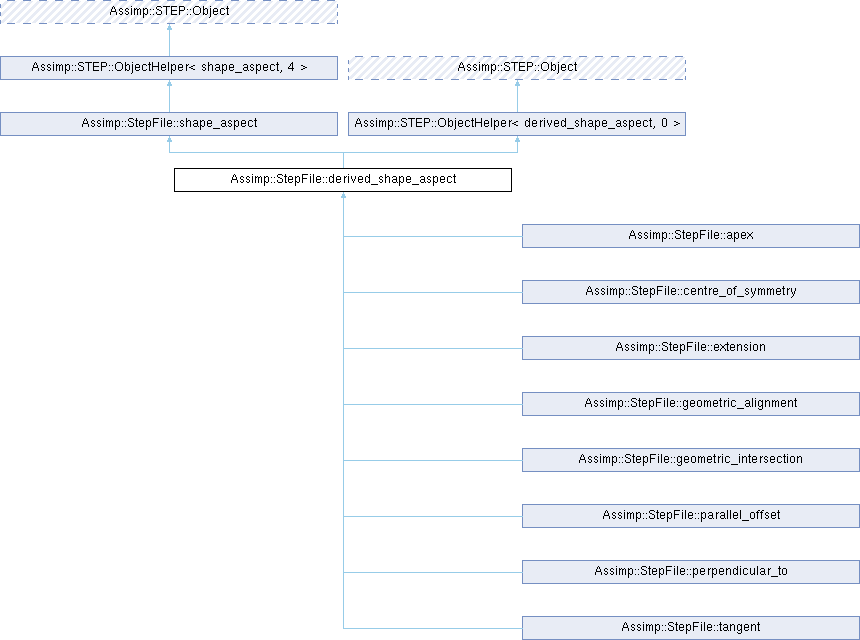 Assimp::STEP::Object
Assimp::STEP::ObjectHelper< shape_aspect, 4 >
Assimp::STEP::Object
Assimp::StepFile::shape_aspect
Assimp::STEP::ObjectHelper< derived_shape_aspect, 0 >
Assimp::StepFile::derived_shape_aspect
Assimp::StepFile::apex
Assimp::StepFile::centre_of_symmetry
Assimp::StepFile::extension
Assimp::StepFile::geometric_alignment
Assimp::StepFile::geometric_intersection
Assimp::StepFile::parallel_offset
Assimp::StepFile::perpendicular_to
Assimp::StepFile::tangent